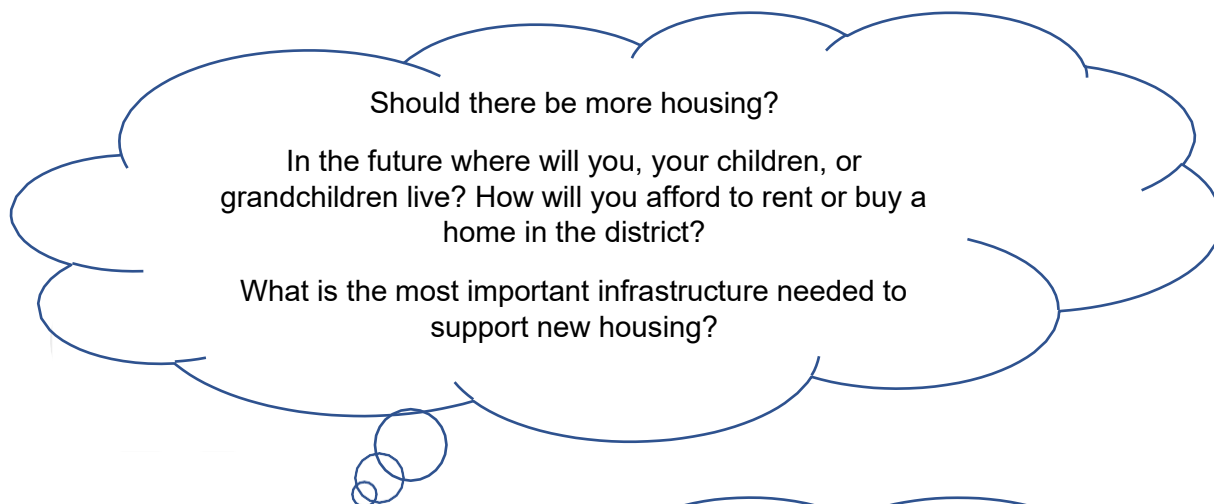 Should there be more housing?
In the future where will you, your children, or
grandchildren live? How will you afford to rent or buy a
home in the district?
What is the most important infrastructure needed to
support new housing?